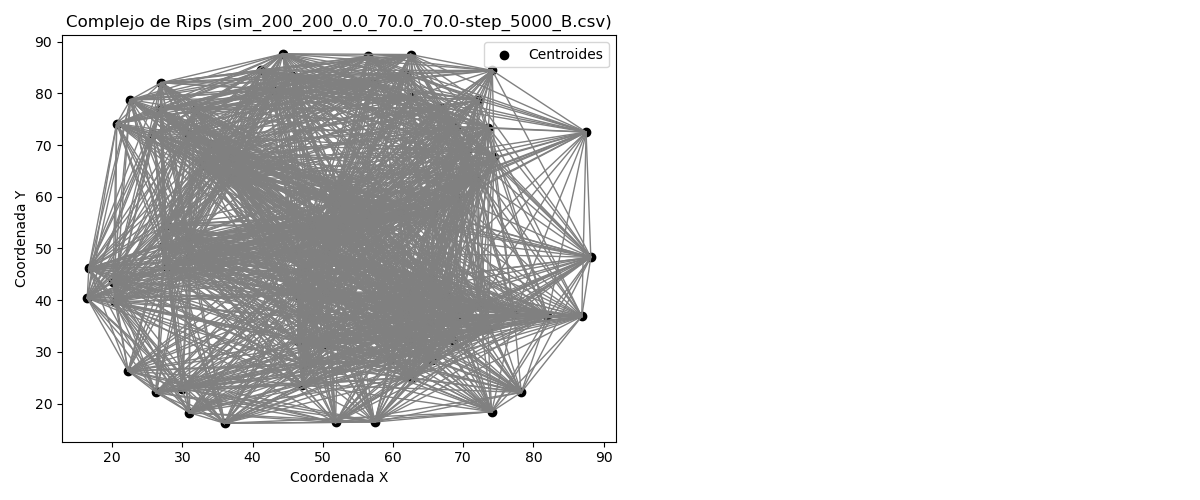 Complejo de Rips (sim_200_200_0.0_70.0_70.0-step_5000_B.csv)
Centroides
90
80
70
60
50
40
30
20
Coordenada Y
20 30 40 50 60 70 80 90
Coordenada X